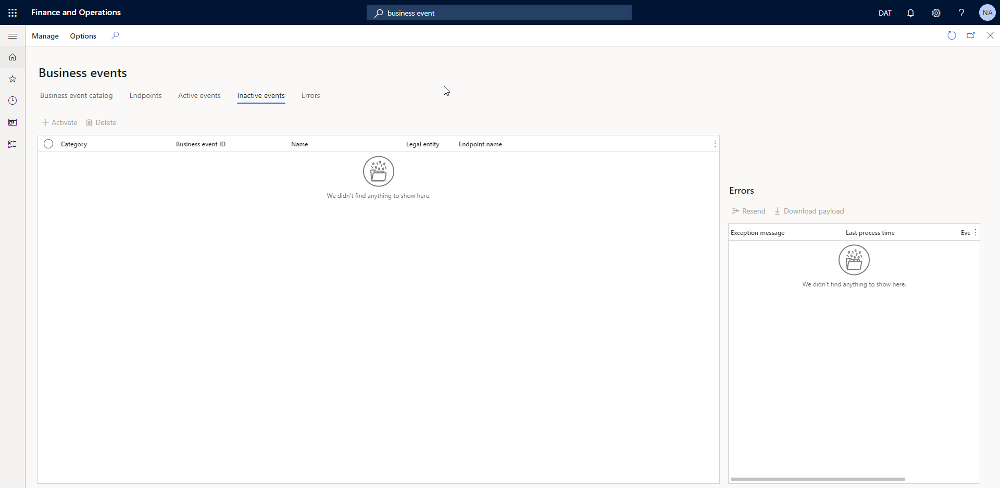 Finance and Operations
business event
DAT
NA
Manage
Options
Business events
Business event catalog
Endpoints
Active events
Inactive events
Errors
Activate
Delete
Category
Business event ID
Name
Legal entity
Endpoint name
We didn't find anything to show here.
Errors
Resend
Download payload
Exception message
Last process time
Eve
We didn't find anything to show here.